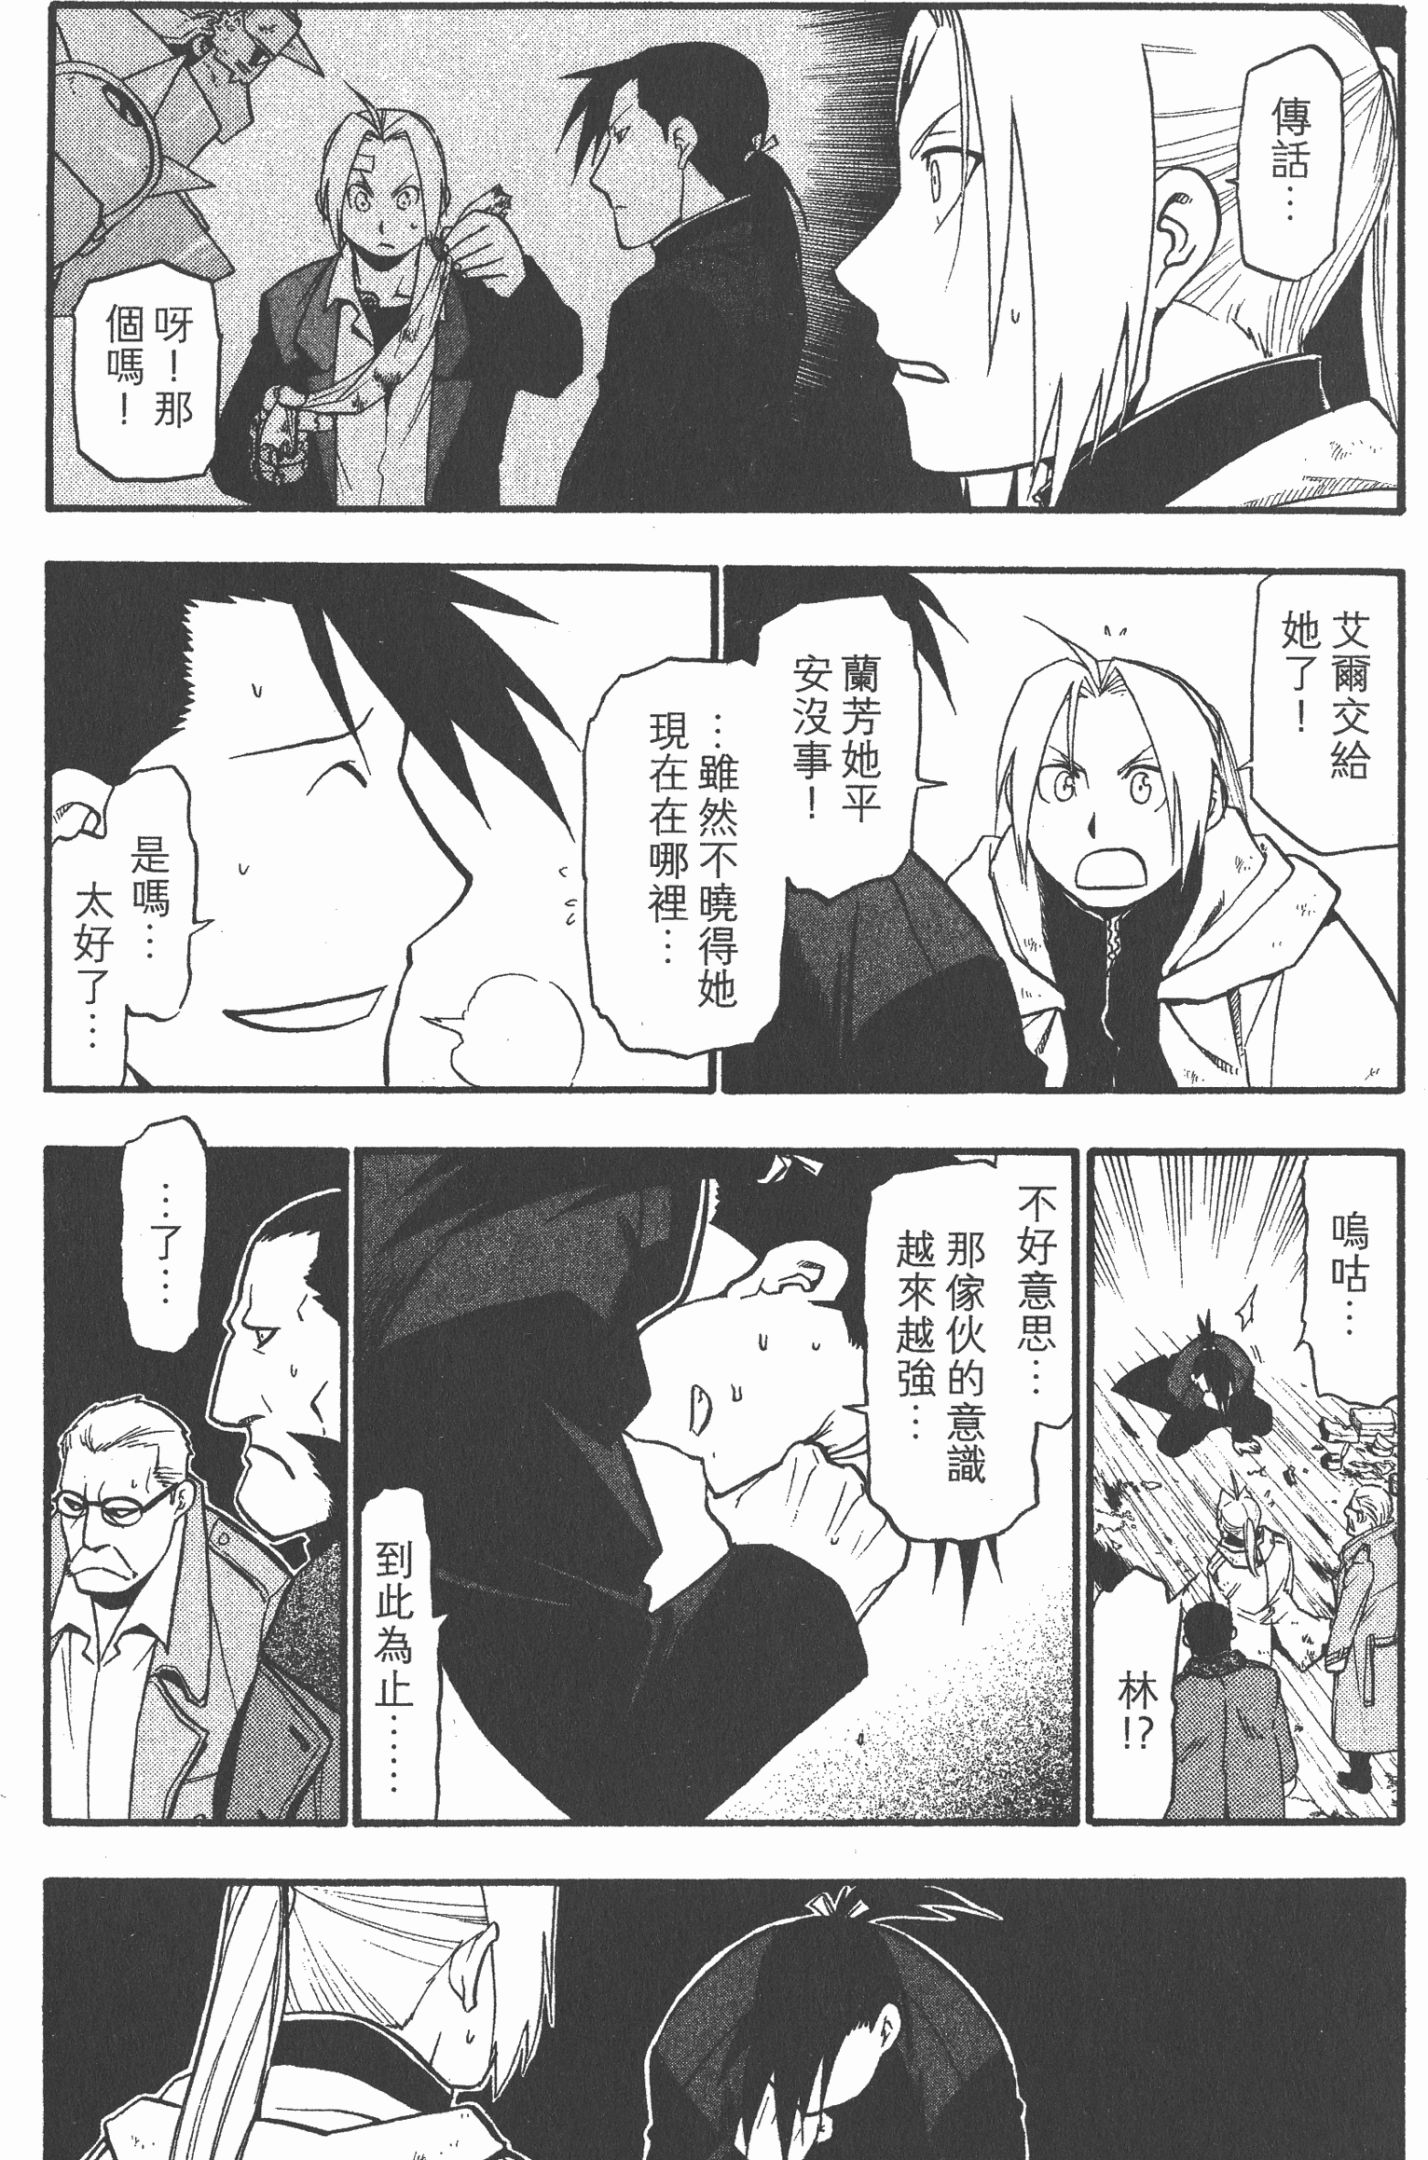 傳話…
呀！那
個嗎！
艾爾交給
她了！
蘭芳她平
安沒事！
…雖然不曉得她
現在在哪裡…
是嗎…
太好了…
嗚咕…
林!?
不好意思…
那傢伙的意識
越來越強…
到此為止……
…了…